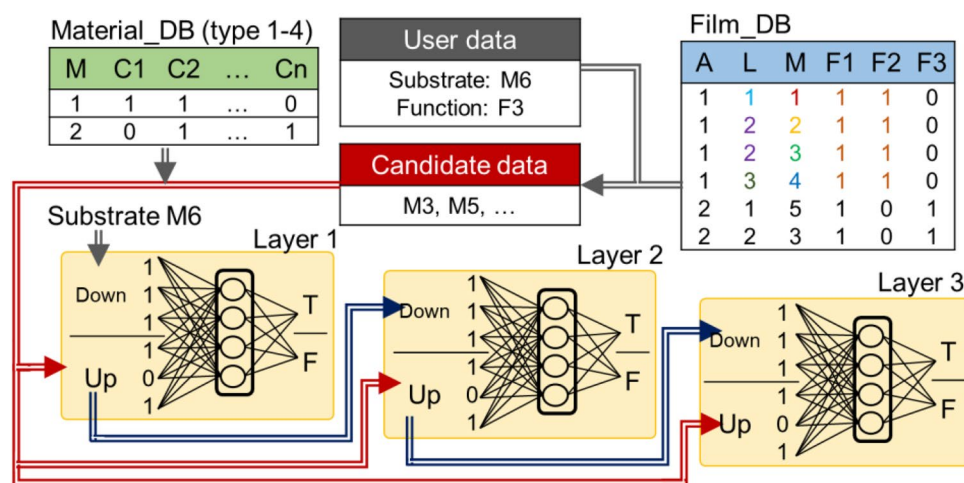 Material_DB (type 1-4)
M C1 C2 ... Cn
1 1 1 ... 0
2 0 1 ... 1
User data
Substrate: M6
Function: F3
Candidate data
M3, M5, ...
Film_DB
A L M F1 F2 F3
1 1 1 1 1 0
1 2 2 1 1 0
1 2 3 1 1 0
1 3 4 1 1 0
2 1 5 1 0 1
2 2 3 1 0 1
Substrate M6
Layer 1
Down
Up
1
1
1
1
0
1
T
F
Layer 2
Down
Up
1
1
1
1
0
1
T
F
Layer 3
Down
Up
1
1
1
1
0
1
T
F